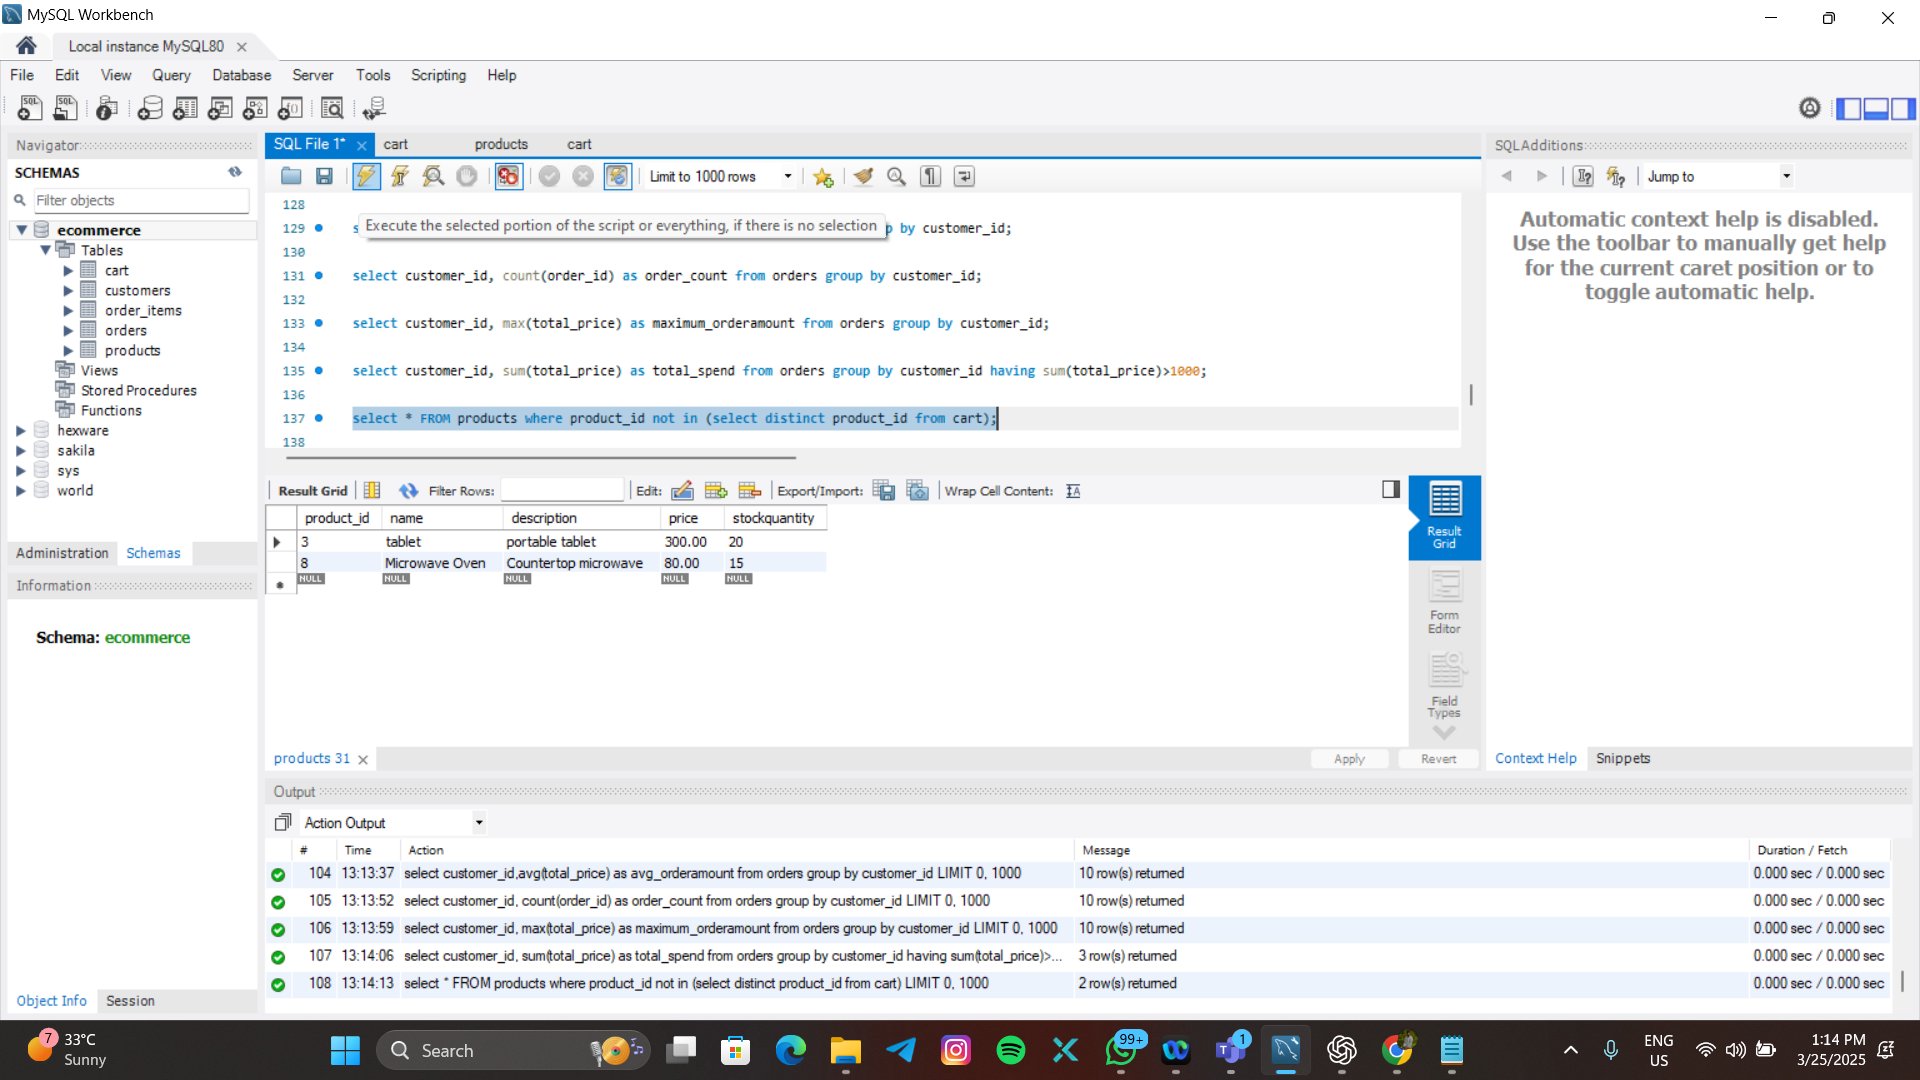 MySQL Workbench
Local instance MySQL80
File Edit View Query Database Server Tools Scripting Help
Navigator
SCHEMAS
Filter objects
ecommerce
Tables
cart
customers
order_items
orders
products
Views
Stored Procedures
Functions
hexware
sakila
sys
world
Administration Schemas
Information
Schema: ecommerce
Object Info Session
SQL File 1* cart products cart
Limit to 1000 rows
128
129 p by customer_id;
Execute the selected portion of the script or everything, if there is no selection
130
131 select customer_id, count(order_id) as order_count from orders group by customer_id;
132
133 select customer_id, max(total_price) as maximum_orderamount from orders group by customer_id;
134
135 select customer_id, sum(total_price) as total_spend from orders group by customer_id having sum(total_price)>1000;
136
137 select * FROM products where product_id not in (select distinct product_id from cart);
138
Result Grid Filter Rows: Edit: Export/Import: Wrap Cell Content:
product_id name description price stockquantity
3 tablet portable tablet 300.00 20
8 Microwave Oven Countertop microwave 80.00 15
NULL NULL NULL NULL NULL
Result
Grid
Form
Editor
Field
Types
products 31 Apply Revert
SQLAdditions
Jump to
Automatic context help is disabled.
Use the toolbar to manually get help
for the current caret position or to
toggle automatic help.
Context Help Snippets
Output
Action Output
# Time Action Message Duration / Fetch
104 13:13:37 select customer_id,avg(total_price) as avg_orderamount from orders group by customer_id LIMIT 0, 1000 10 row(s) returned 0.000 sec / 0.000 sec
105 13:13:52 select customer_id, count(order_id) as order_count from orders group by customer_id LIMIT 0, 1000 10 row(s) returned 0.000 sec / 0.000 sec
106 13:13:59 select customer_id, max(total_price) as maximum_orderamount from orders group by customer_id LIMIT 0, 1000 10 row(s) returned 0.000 sec / 0.000 sec
107 13:14:06 select customer_id, sum(total_price) as total_spend from orders group by customer_id having sum(total_price)>... 3 row(s) returned 0.000 sec / 0.000 sec
108 13:14:13 select * FROM products where product_id not in (select distinct product_id from cart) LIMIT 0, 1000 2 row(s) returned 0.000 sec / 0.000 sec
7
33°C
Sunny
Search
99+
1
ENG
US
1:14 PM
3/25/2025